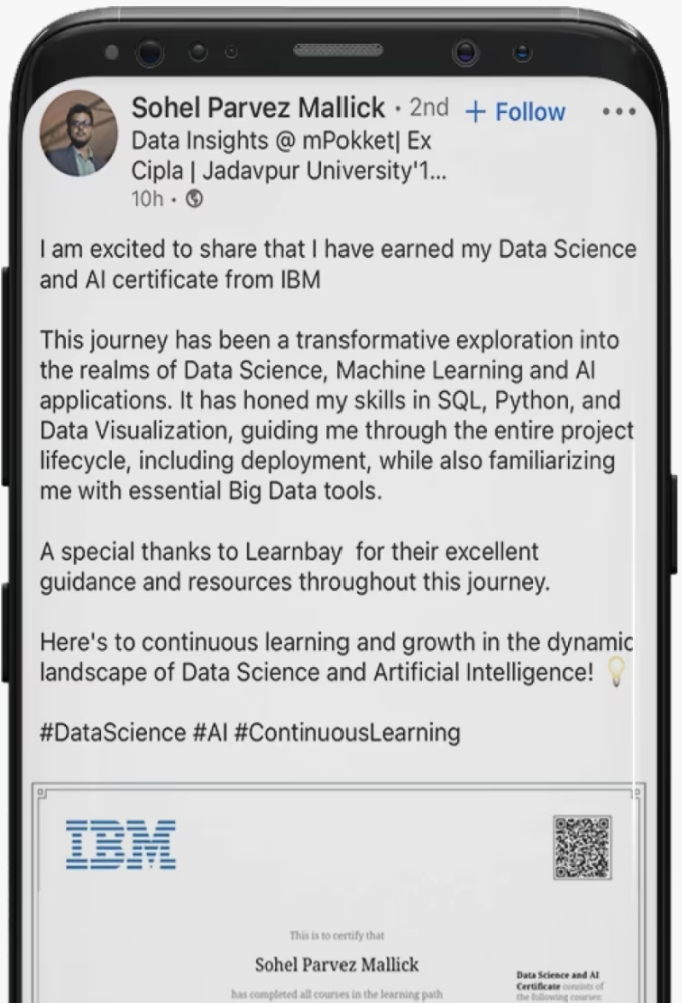 Sohel Parvez Mallick · 2nd + Follow •••
Data Insights @ mPokket| Ex
Cipla | Jadavpur University'1...
10h ·
I am excited to share that I have earned my Data Science
and AI certificate from IBM
This journey has been a transformative exploration into
the realms of Data Science, Machine Learning and AI
applications. It has honed my skills in SQL, Python, and
Data Visualization, guiding me through the entire project
lifecycle, including deployment, while also familiarizing
me with essential Big Data tools.
A special thanks to Learnbay  for their excellent
guidance and resources throughout this journey.
Here's to continuous learning and growth in the dynamic
landscape of Data Science and Artificial Intelligence! 💡
#DataScience #AI #ContinuousLearning
IBM
This is to certify that
Sohel Parvez Mallick
has completed all courses in the learning path
Data Science and AI
Certificate consists of
the following courses: